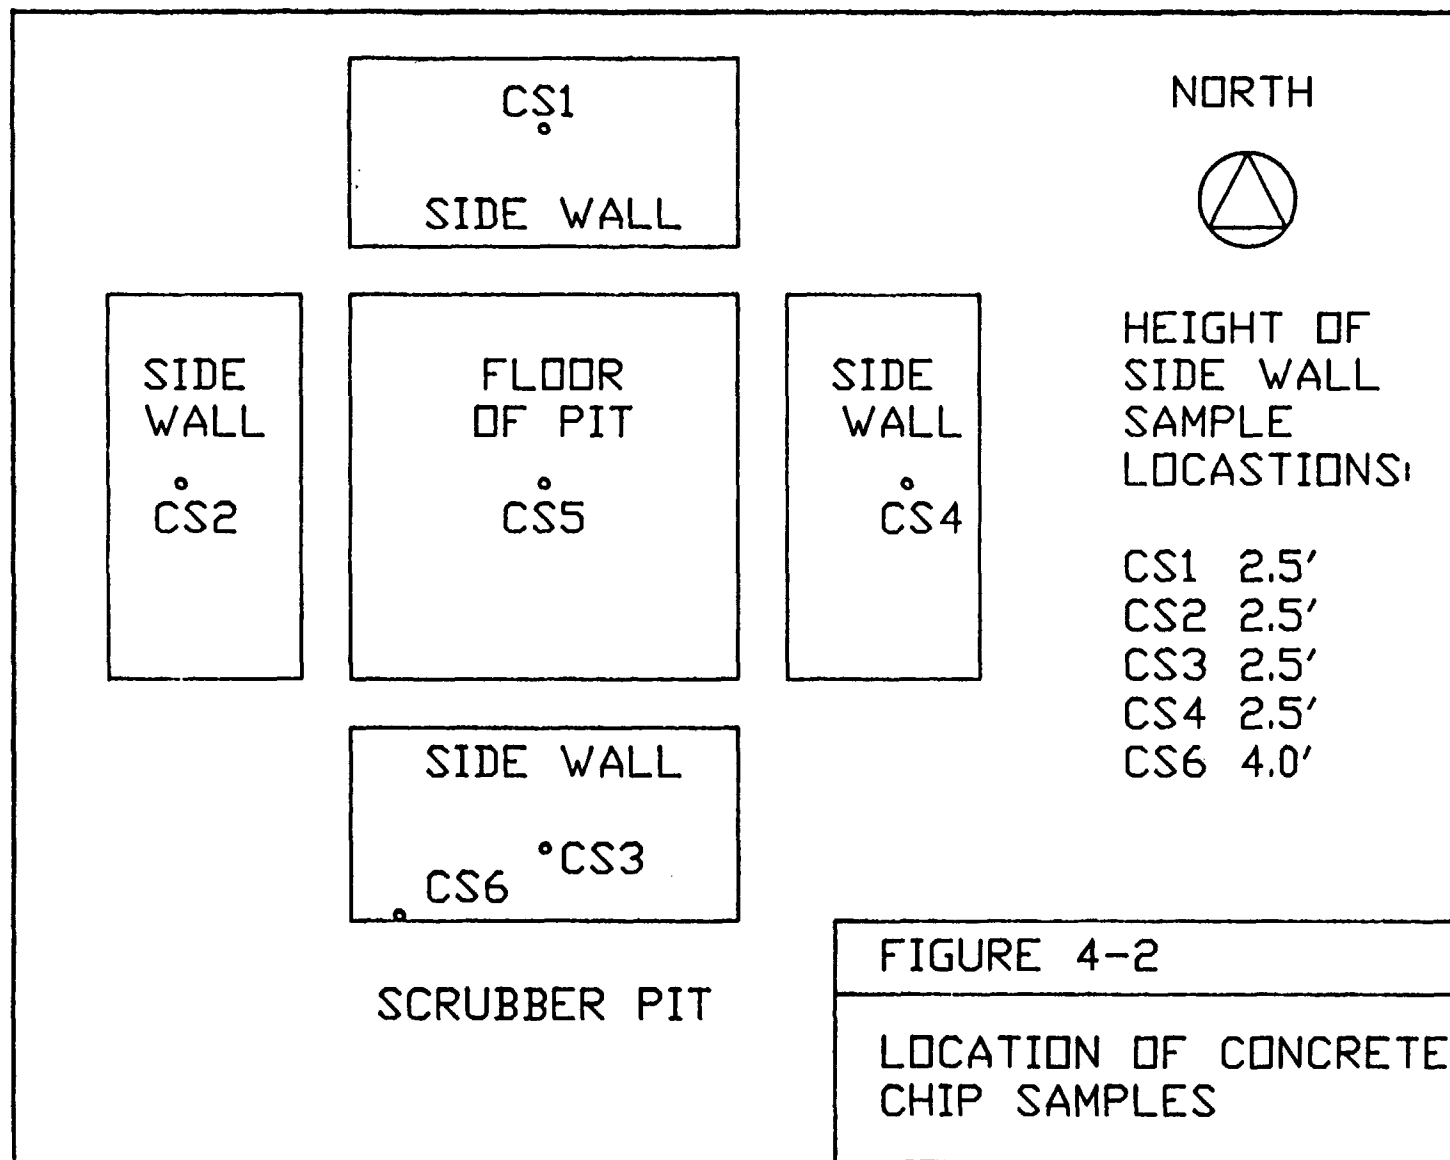 CS1
SIDE WALL
NORTH
SIDE
WALL
CS2
FLOOR
OF PIT
CS5
SIDE
WALL
CS4
HEIGHT OF
SIDE WALL
SAMPLE
LOCASTIONS:
CS1 2.5'
CS2 2.5'
CS3 2.5'
CS4 2.5'
CS6 4.0'
SIDE WALL
CS3
CS6
SCRUBBER PIT
FIGURE 4-2
LOCATION OF CONCRETE
CHIP SAMPLES